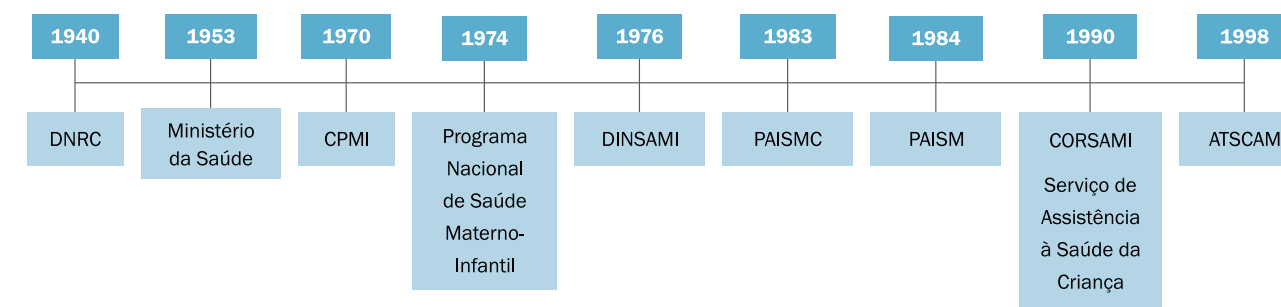 1940
1953
1970
1974
1976
1983
1984
1990
1998
DNRC
Ministério
da Saúde
CPMI
Programa
Nacional
de Saúde
Materno-
Infantil
DINSAMI
PAISMC
PAISM
CORSAMI
Serviço de
Assistência
à Saúde da
Criança
ATSCAM